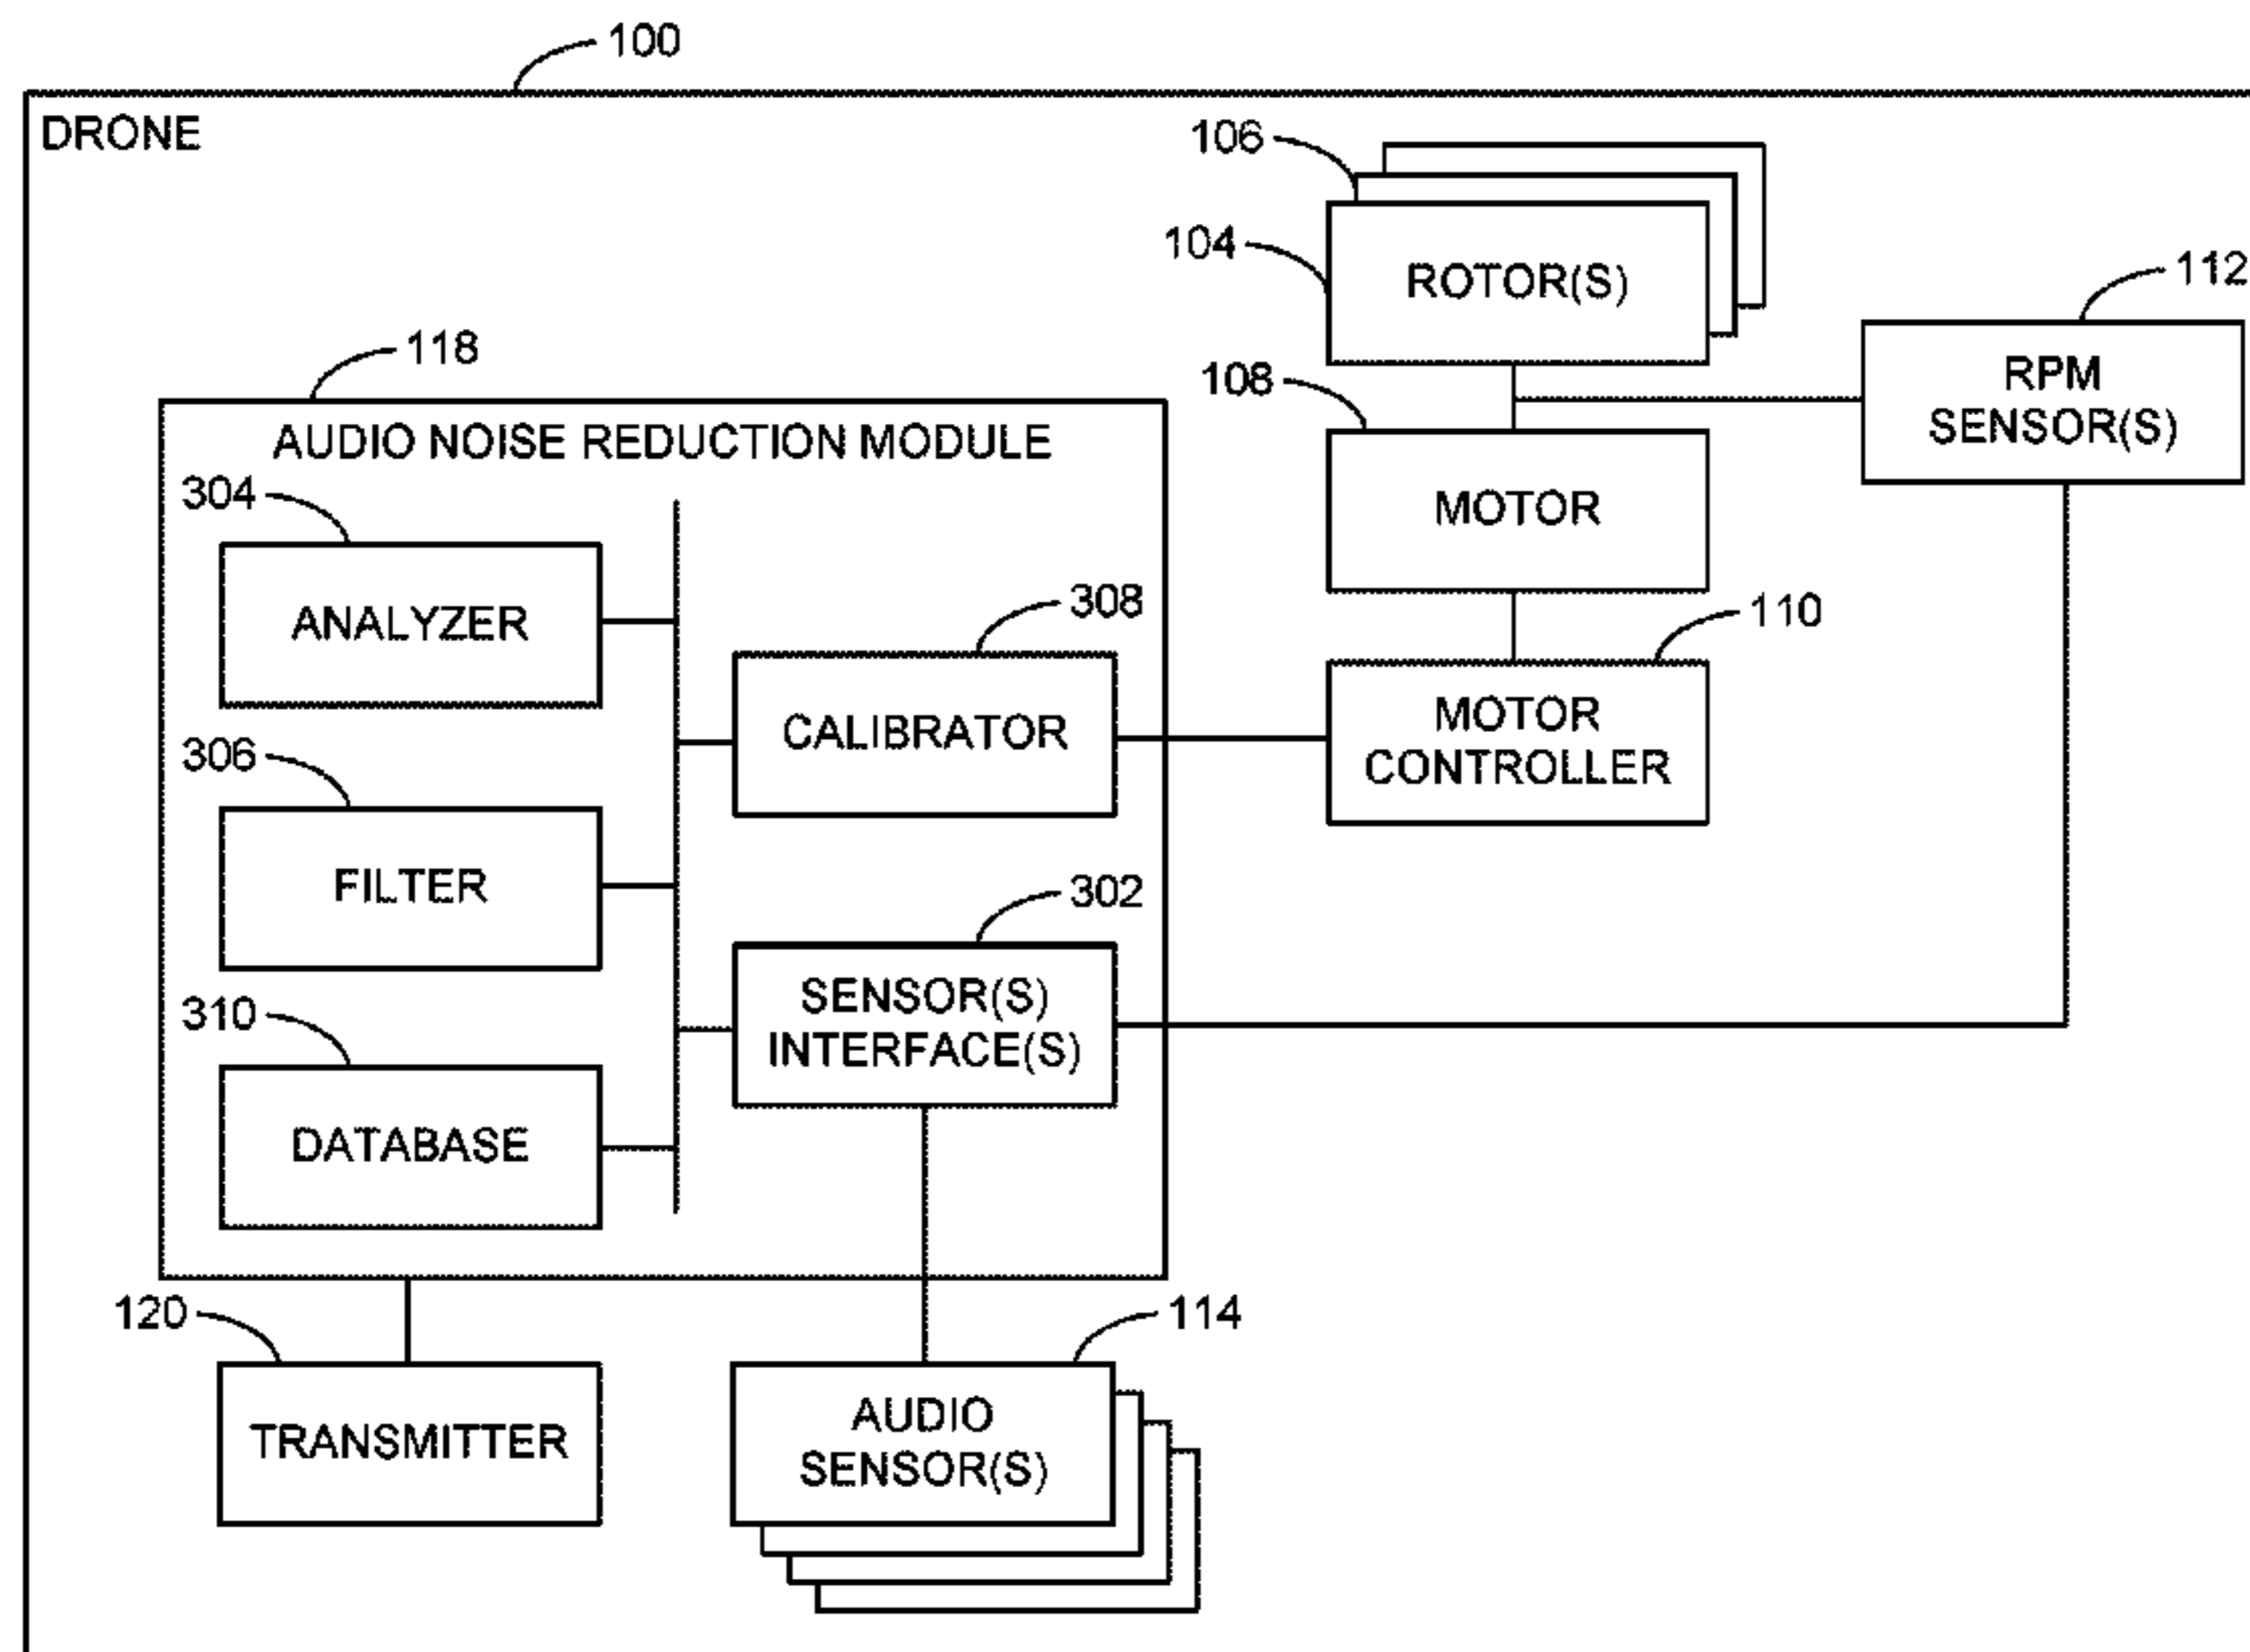 100
DRONE
106
104
ROTOR(S)
112
RPM
SENSOR(S)
118
108
AUDIO NOISE REDUCTION MODULE
MOTOR
304
ANALYZER
308
110
CALIBRATOR
MOTOR
CONTROLLER
306
FILTER
302
SENSOR(S)
INTERFACE(S)
310
DATABASE
120
114
TRANSMITTER
AUDIO
SENSOR(S)